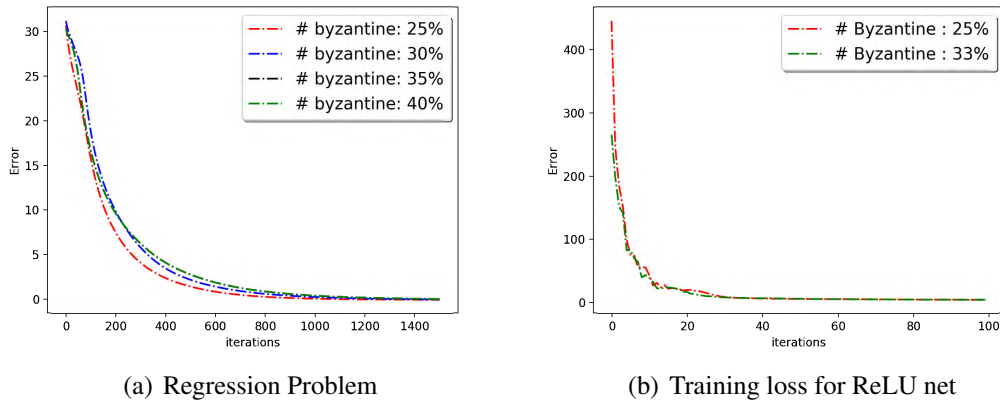 # byzantine: 25%
# byzantine: 30%
# byzantine: 35%
# byzantine: 40%
30
25
20
15
10
5
0
Error
0 200 400 600 800 1000 1200 1400
iterations
(a) Regression Problem
# Byzantine : 25%
# Byzantine : 33%
400
300
200
100
0
Error
0 20 40 60 80 100
iterations
(b) Training loss for ReLU net